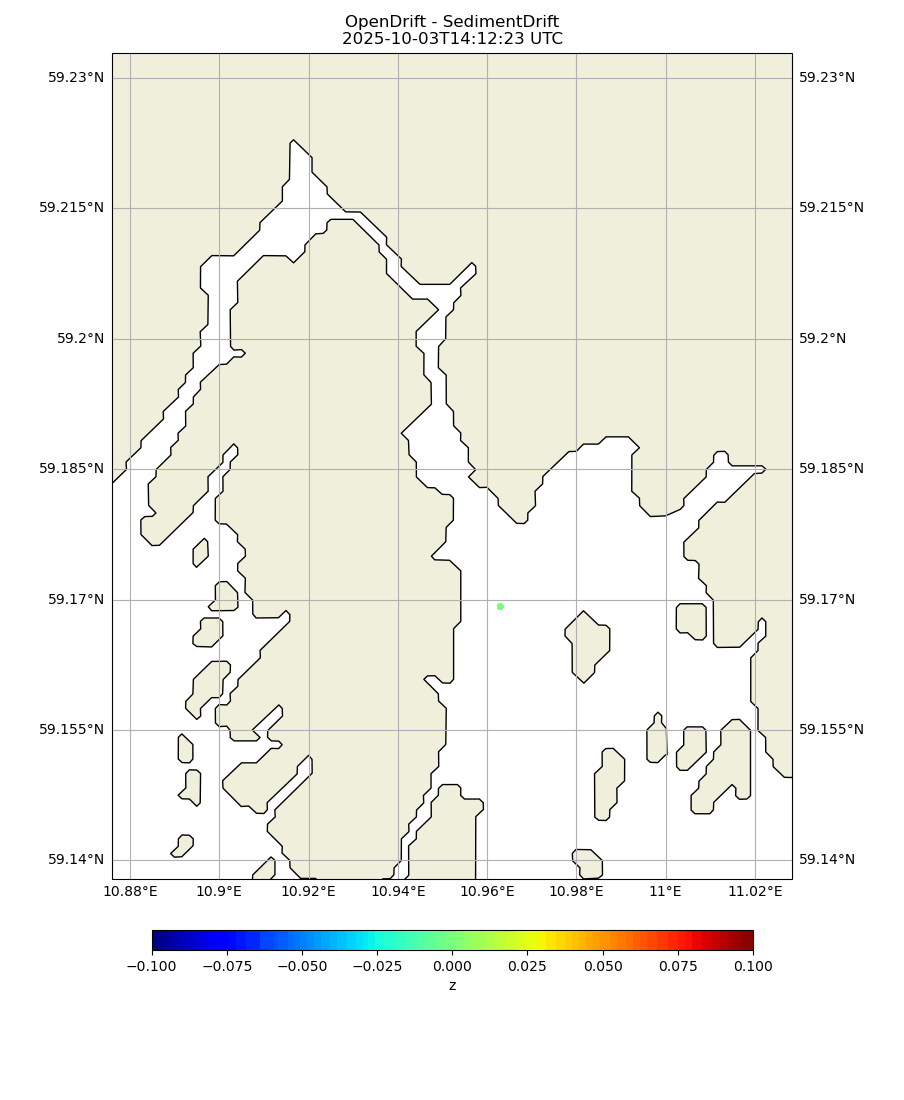 OpenDrift - SedimentDrift
2025-10-03T14:12:23 UTC
59.23°N 59.23°N
59.215°N 59.215°N
59.2°N 59.2°N
59.185°N 59.185°N
59.17°N 59.17°N
59.155°N 59.155°N
59.14°N 59.14°N
10.88°E 10.9°E 10.92°E 10.94°E 10.96°E 10.98°E 11°E 11.02°E
−0.100 −0.075 −0.050 −0.025 0.000 0.025 0.050 0.075 0.100
z